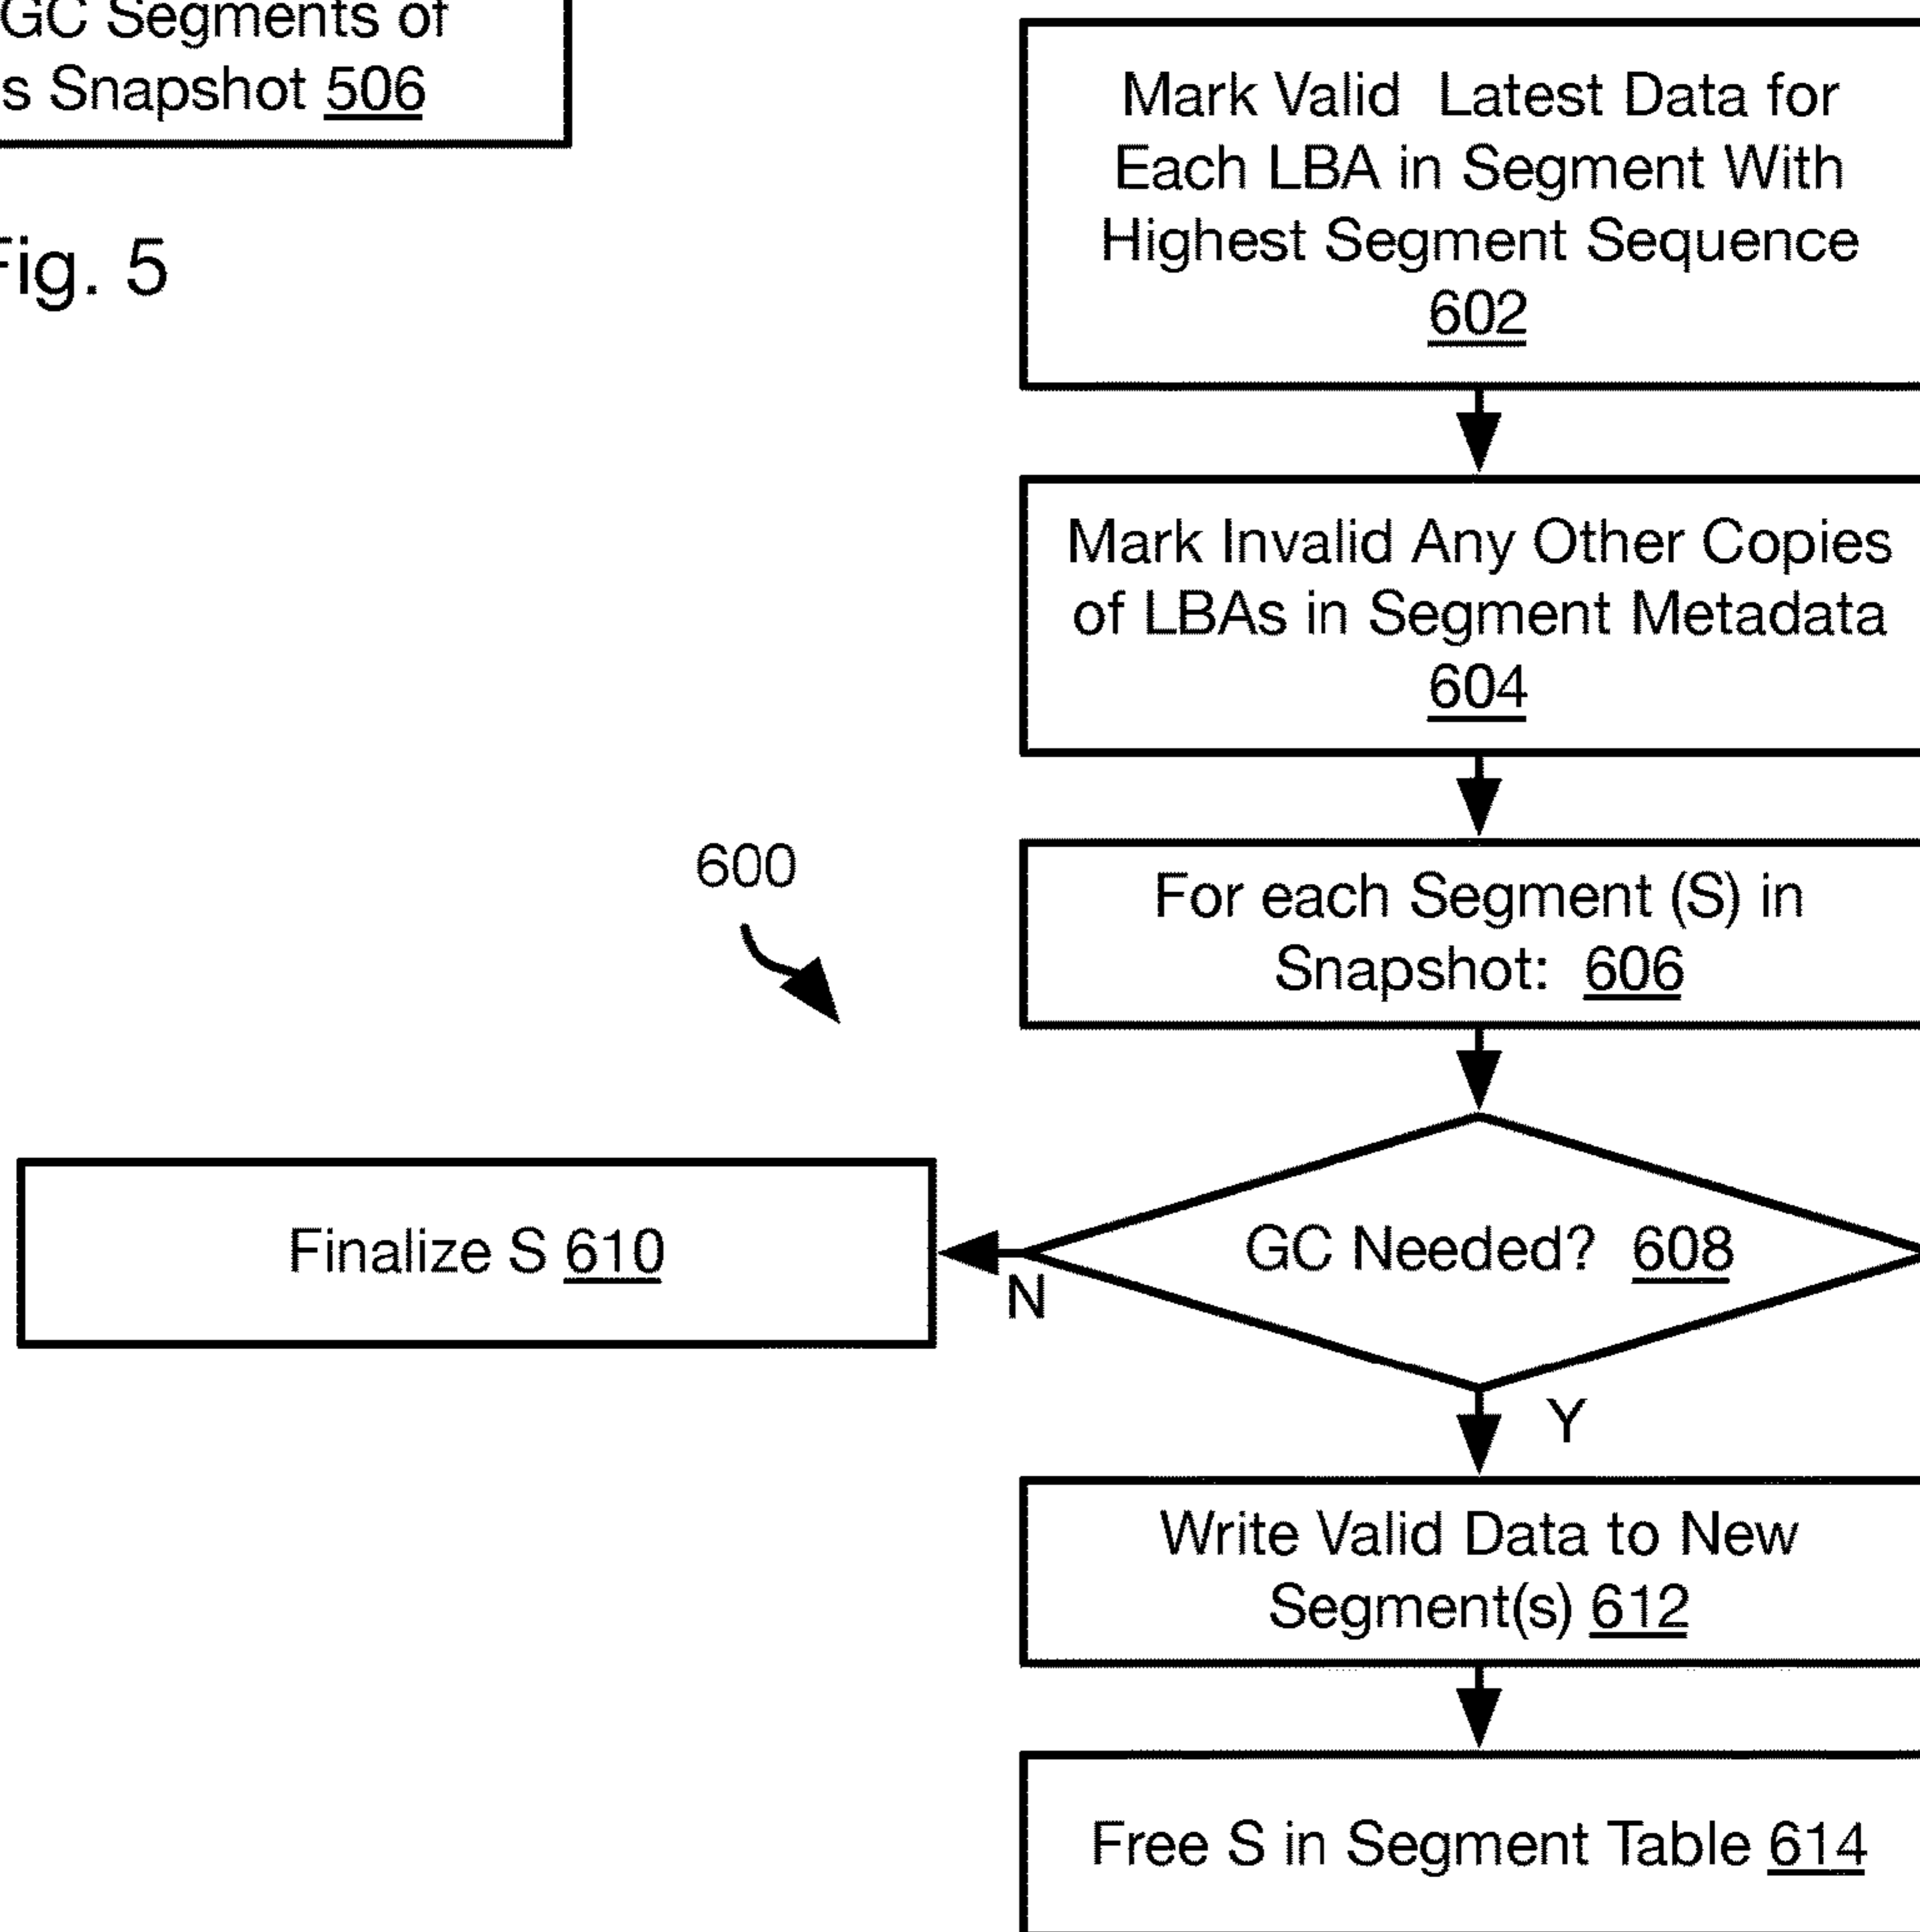 GC Segments of
s Snapshot 506
Fig. 5
Mark Valid Latest Data for
Each LBA in Segment With
Highest Segment Sequence
602
Mark Invalid Any Other Copies
of LBAs in Segment Metadata
604
600
For each Segment (S) in
Snapshot: 606
Finalize S 610
N
GC Needed? 608
Y
Write Valid Data to New
Segment(s) 612
Free S in Segment Table 614